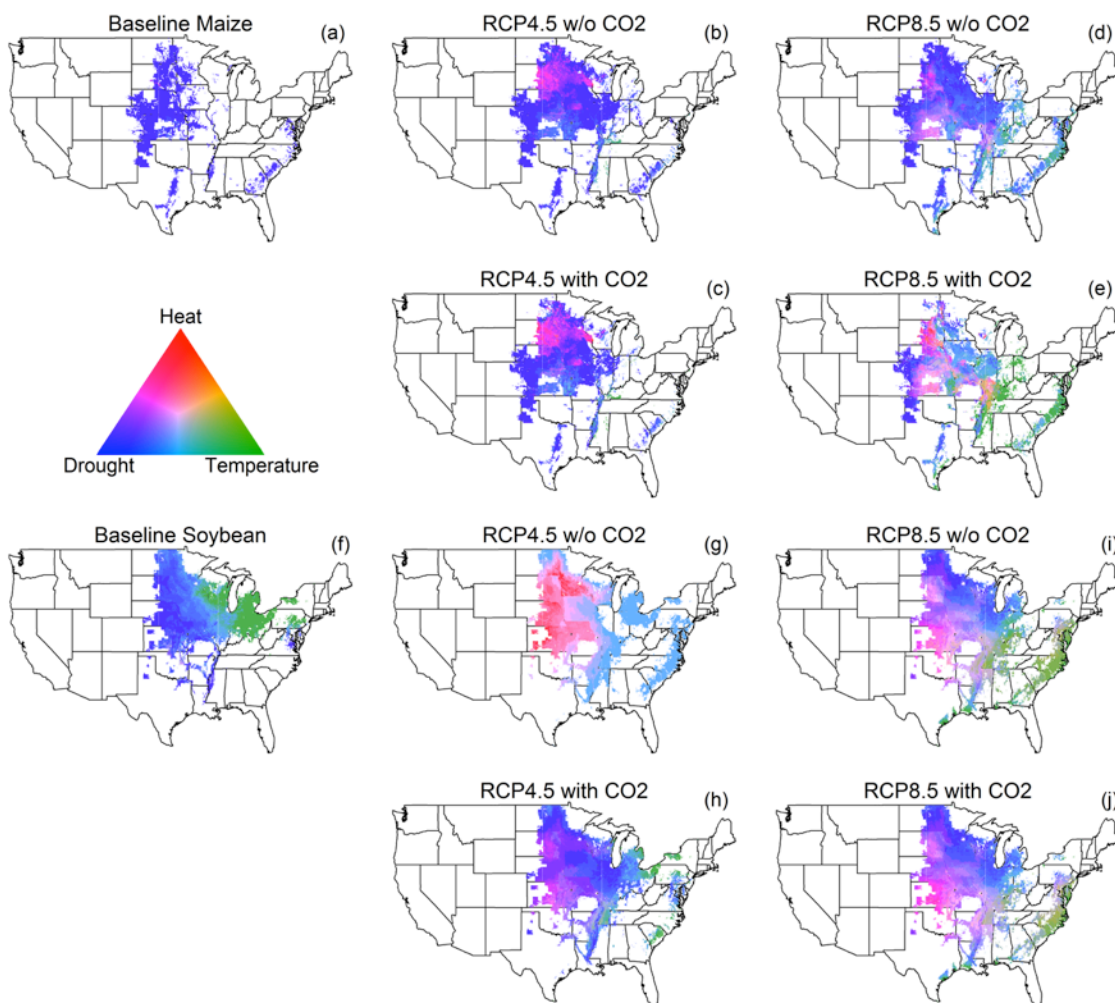 Baseline Maize (a)
RCP4.5 w/o CO2 (b)
RCP8.5 w/o CO2 (d)
RCP4.5 with CO2 (c)
RCP8.5 with CO2 (e)
Heat
Drought Temperature
Baseline Soybean (f)
RCP4.5 w/o CO2 (g)
RCP8.5 w/o CO2 (i)
RCP4.5 with CO2 (h)
RCP8.5 with CO2 (j)